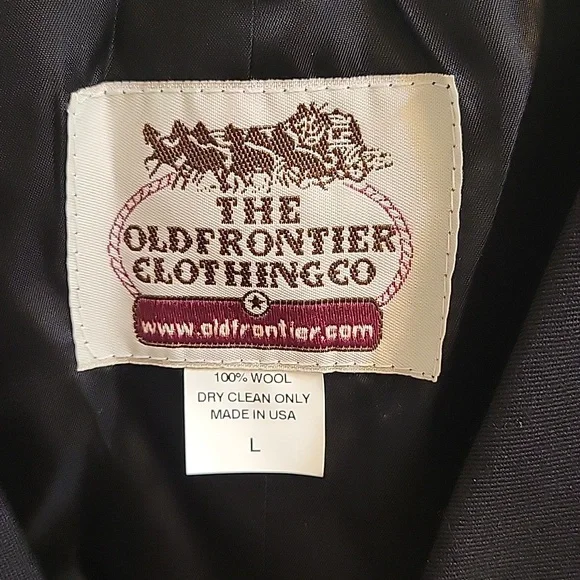 THE
OLDFRONTIER
CLOTHINGCO
www.oldfrontier.com
100% WOOL
DRY CLEAN ONLY
MADE IN USA
L